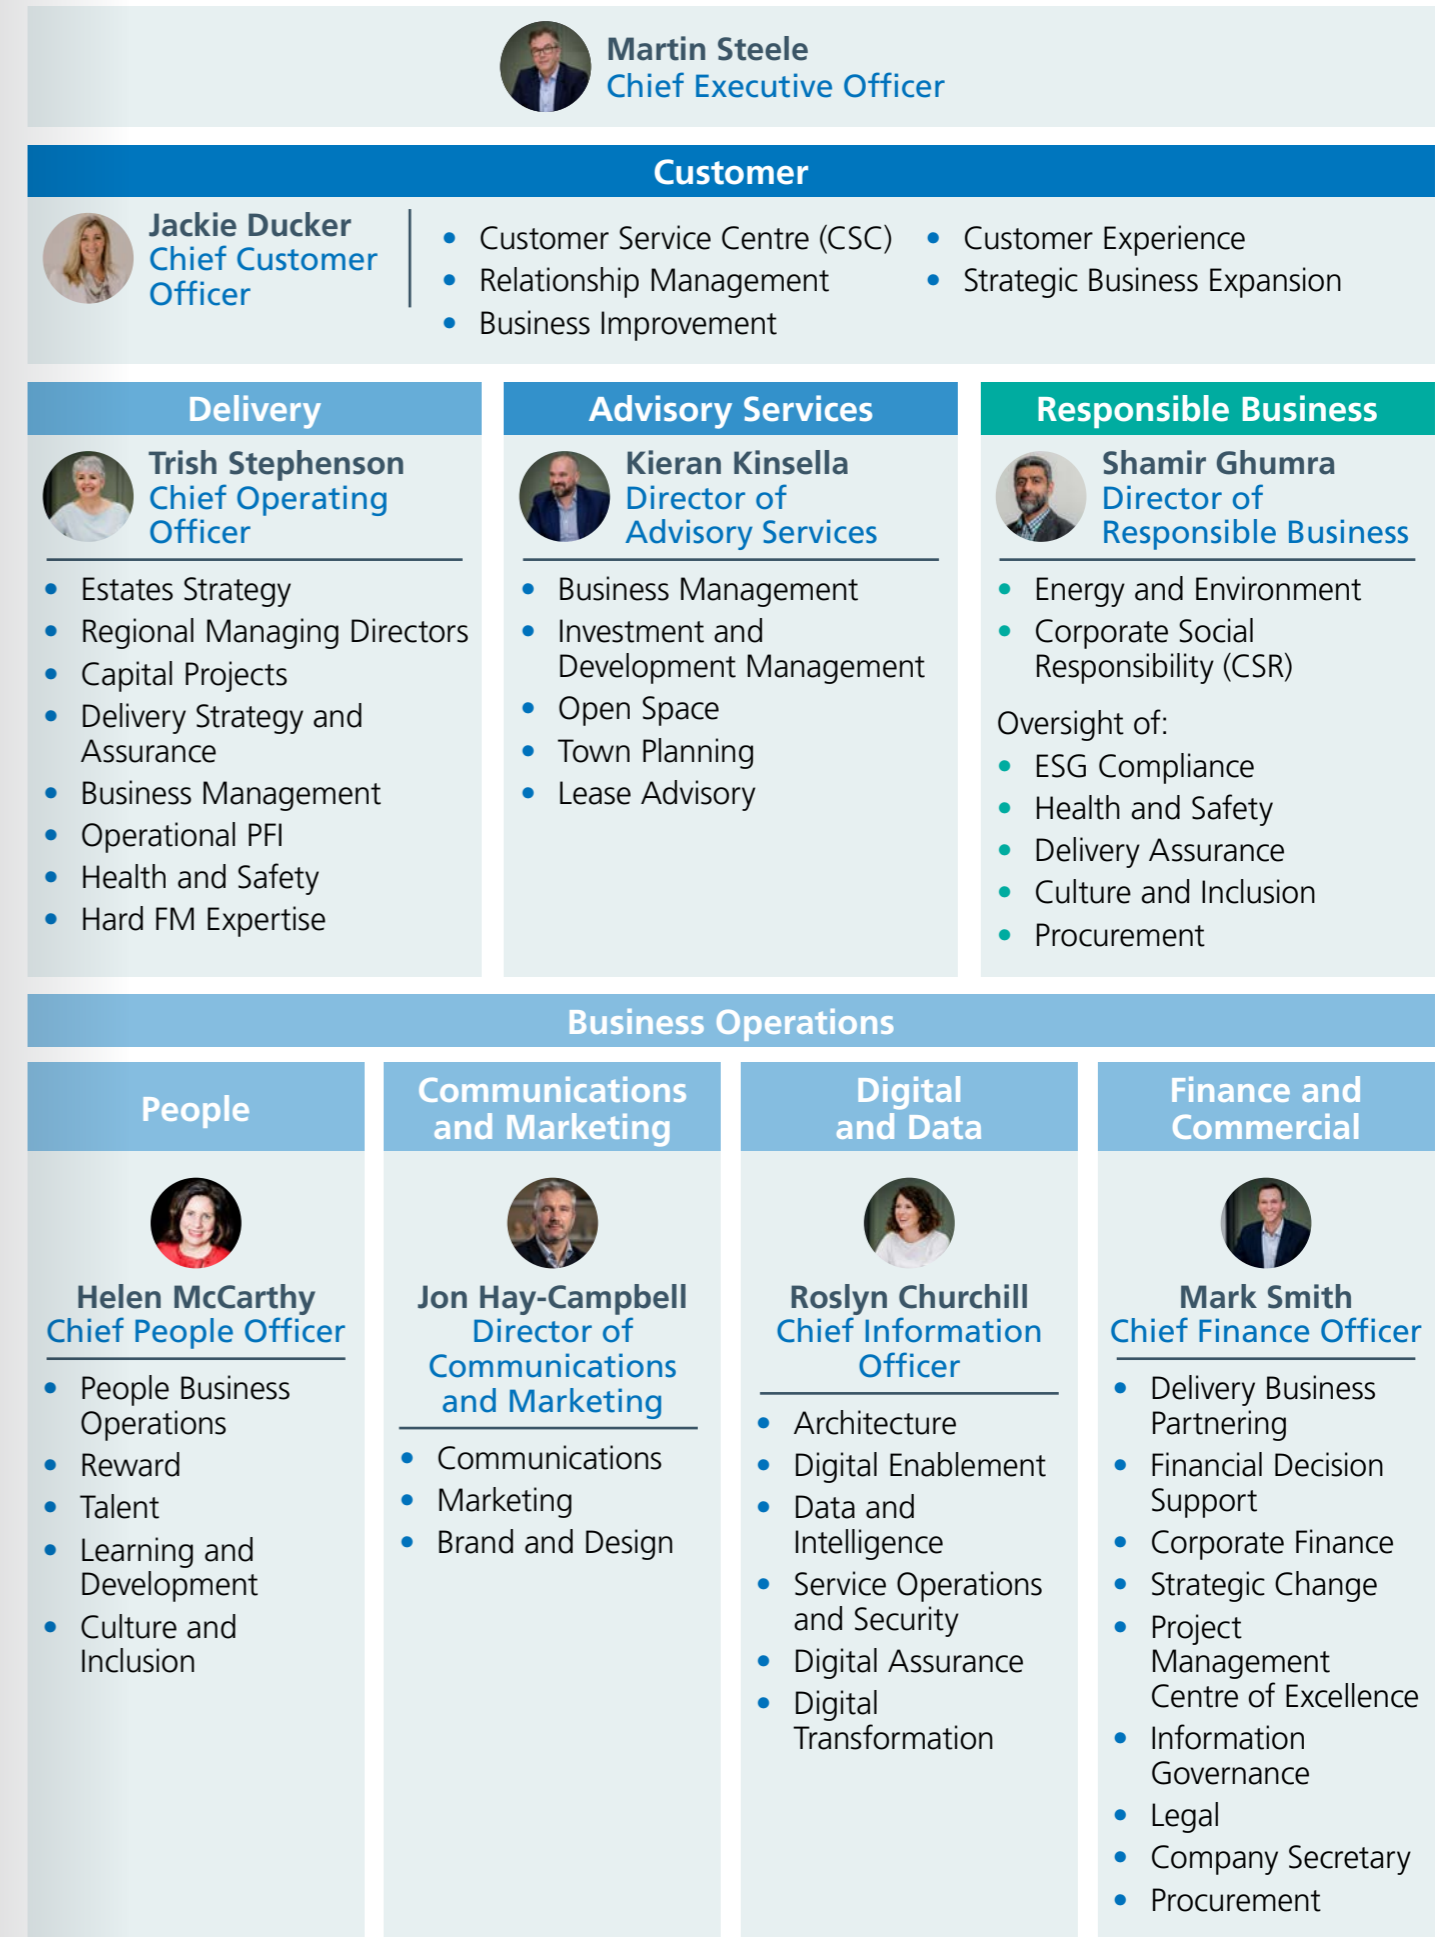 Martin Steele
Chief Executive Officer
Customer
Jackie Ducker
Chief Customer
Officer
• Customer Service Centre (CSC)
• Relationship Management
• Business Improvement
• Customer Experience
• Strategic Business Expansion
Delivery
Trish Stephenson
Chief Operating
Officer
• Estates Strategy
• Regional Managing Directors
• Capital Projects
• Delivery Strategy and
Assurance
• Business Management
• Operational PFI
• Health and Safety
• Hard FM Expertise
Advisory Services
Kieran Kinsella
Director of
Advisory Services
• Business Management
• Investment and
Development Management
• Open Space
• Town Planning
• Lease Advisory
Responsible Business
Shamir Ghumra
Director of
Responsible Business
• Energy and Environment
• Corporate Social
Responsibility (CSR)
Oversight of:
• ESG Compliance
• Health and Safety
• Delivery Assurance
• Culture and Inclusion
• Procurement
Business Operations
People
Helen McCarthy
Chief People Officer
• People Business
Operations
• Reward
• Talent
• Learning and
Development
• Culture and
Inclusion
Communications
and Marketing
Jon Hay-Campbell
Director of
Communications
and Marketing
• Communications
• Marketing
• Brand and Design
Digital
and Data
Roslyn Churchill
Chief Information
Officer
• Architecture
• Digital Enablement
• Data and
Intelligence
• Service Operations
and Security
• Digital Assurance
• Digital
Transformation
Finance and
Commercial
Mark Smith
Chief Finance Officer
• Delivery Business
Partnering
• Financial Decision
Support
• Corporate Finance
• Strategic Change
• Project
Management
Centre of Excellence
• Information
Governance
• Legal
• Company Secretary
• Procurement